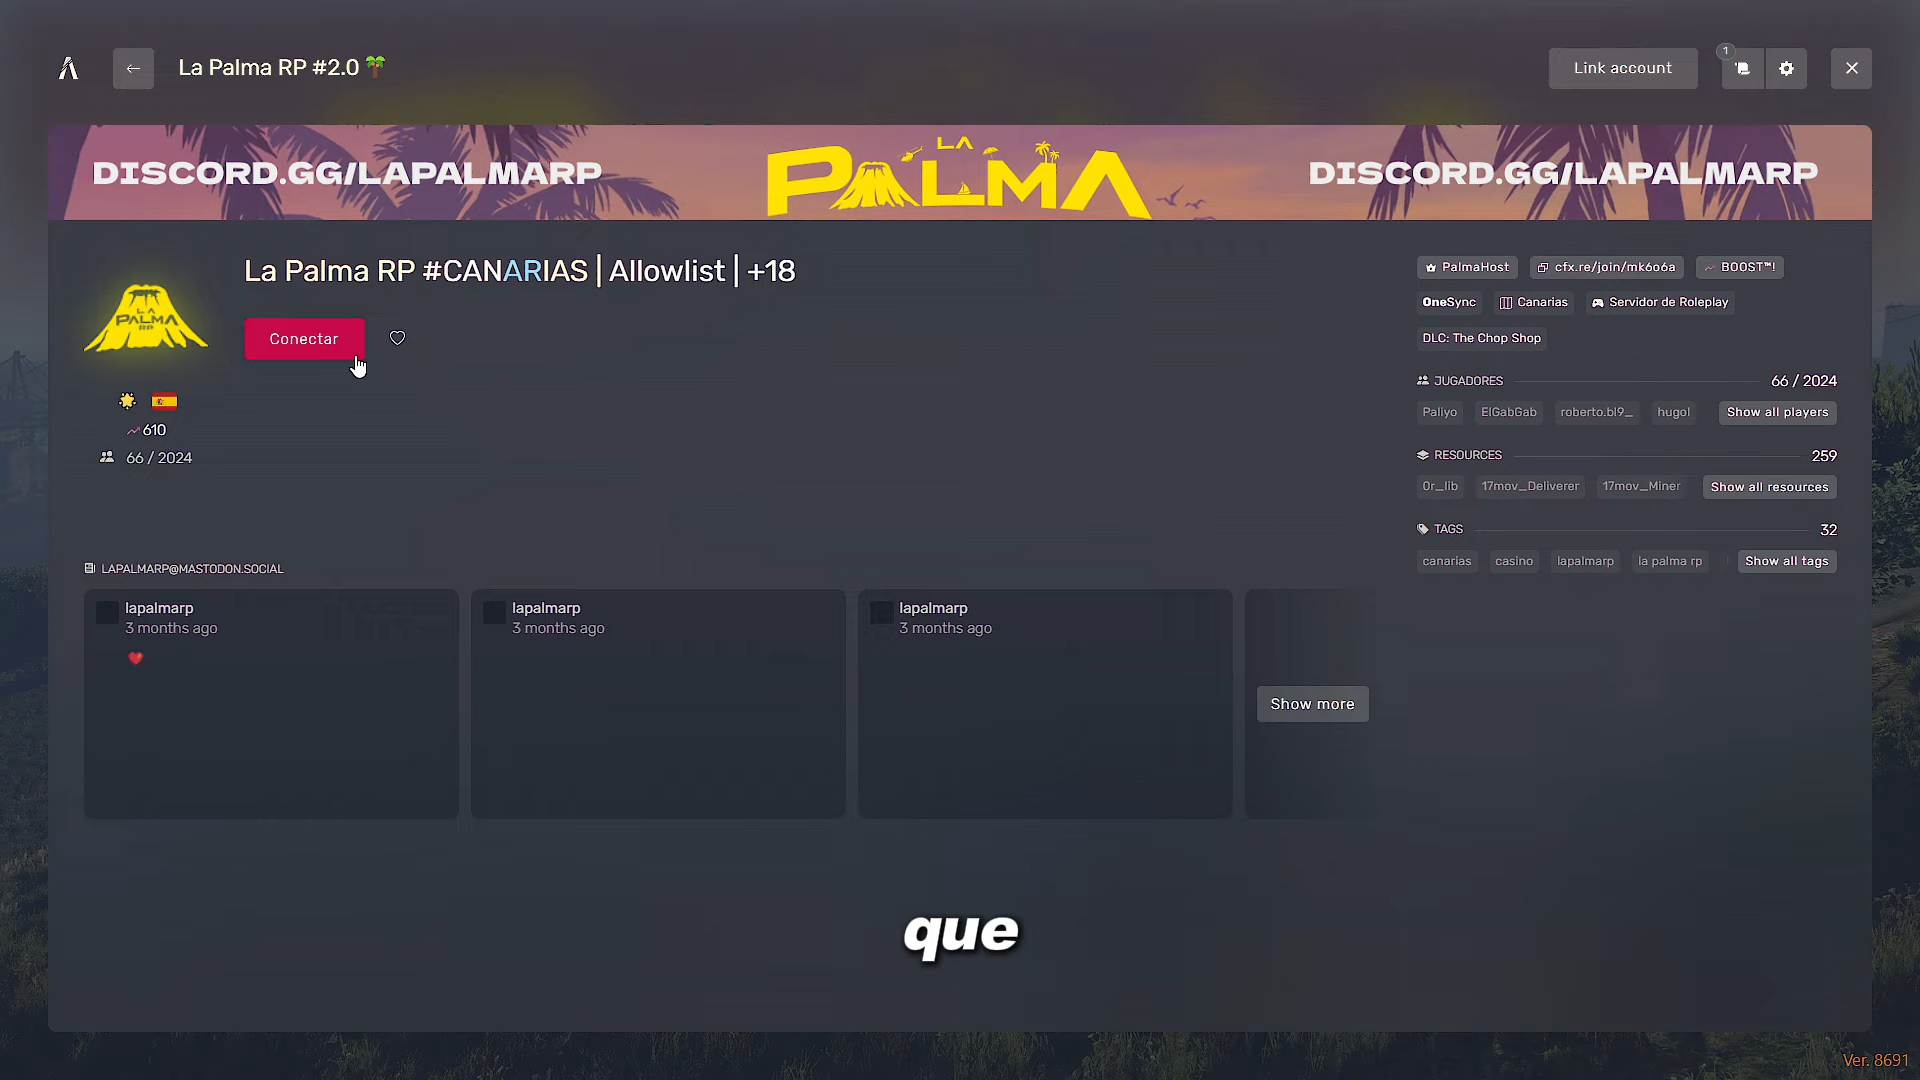 La Palma RP #2.0🌴
Link account
1
DISCORD.GG/LAPALMARP
LA
PALMA
DISCORD.GG/LAPALMARP
LA
PALMA
RP
La Palma RP #CANARIAS | Allowlist | +18
Conectar
610
66 / 2024
PalmaHost
cfx.re/join/mk6o6a
BOOST™!
OneSync
Canarias
Servidor de Roleplay
DLC: The Chop Shop
JUGADORES
66 / 2024
Paliyo
ElGabGab
roberto.bl9_
hugol
Show all players
RESOURCES
259
0r_lib
17mov_Deliverer
17mov_Miner
Show all resources
TAGS
32
canarias
casino
lapalmarp
la palma rp
Show all tags
LAPALMARP@MASTODON.SOCIAL
lapalmarp
3 months ago
❤️
lapalmarp
3 months ago
lapalmarp
3 months ago
Show more
que
Ver. 8691